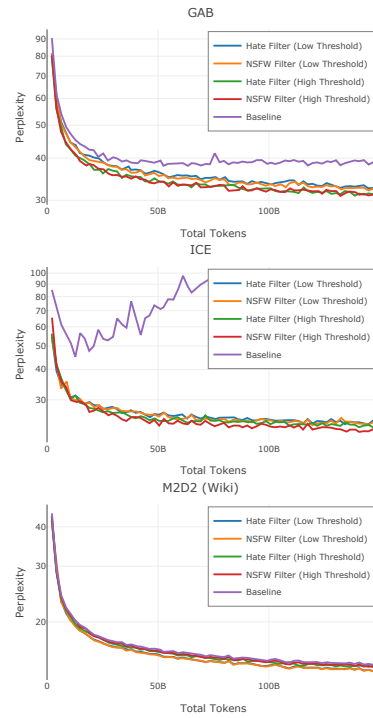 GAB
90
80
70
60
50
40
30
Perplexity
Hate Filter (Low Threshold)
NSFW Filter (Low Threshold)
Hate Filter (High Threshold)
NSFW Filter (High Threshold)
Baseline
0
50B
100B
Total Tokens
ICE
100
90
80
70
60
50
40
30
Perplexity
Hate Filter (Low Threshold)
NSFW Filter (Low Threshold)
Hate Filter (High Threshold)
NSFW Filter (High Threshold)
Baseline
0
50B
100B
Total Tokens
M2D2 (Wiki)
40
30
20
Perplexity
Hate Filter (Low Threshold)
NSFW Filter (Low Threshold)
Hate Filter (High Threshold)
NSFW Filter (High Threshold)
Baseline
0
50B
100B
Total Tokens